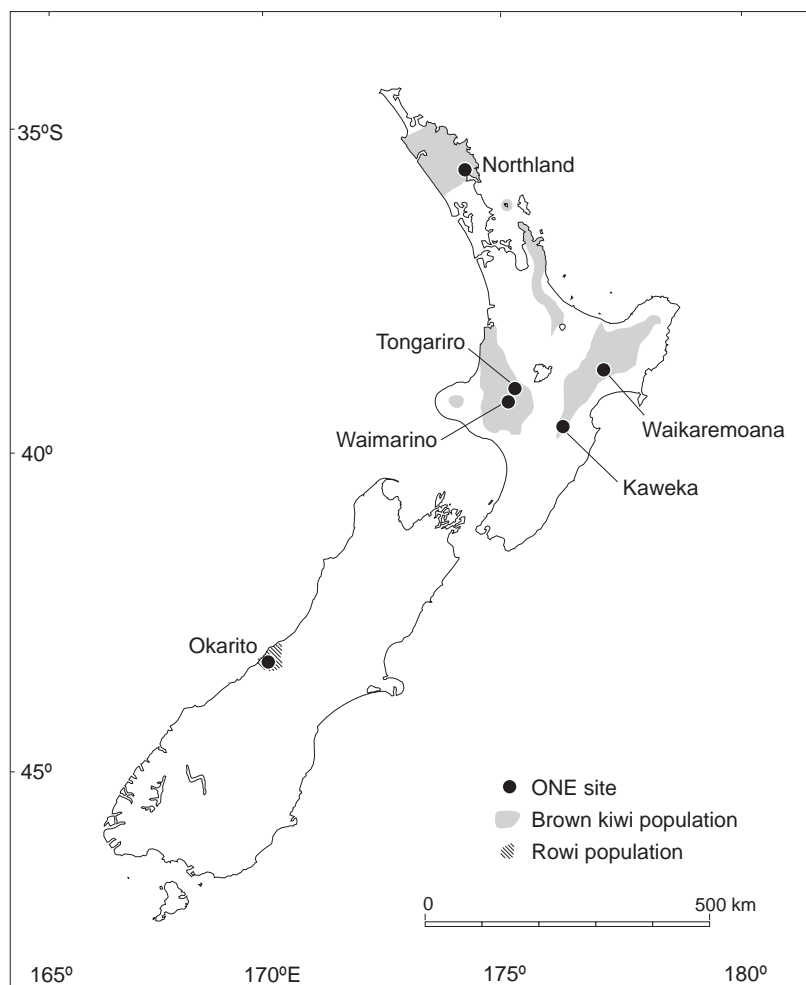 35ºS
Northland
Tongariro
Waimarino
Waikaremoana
40º
Kaweka
Okarito
45º
ONE site
Brown kiwi population
Rowi population
0 500 km
165º 170ºE 175º 180º